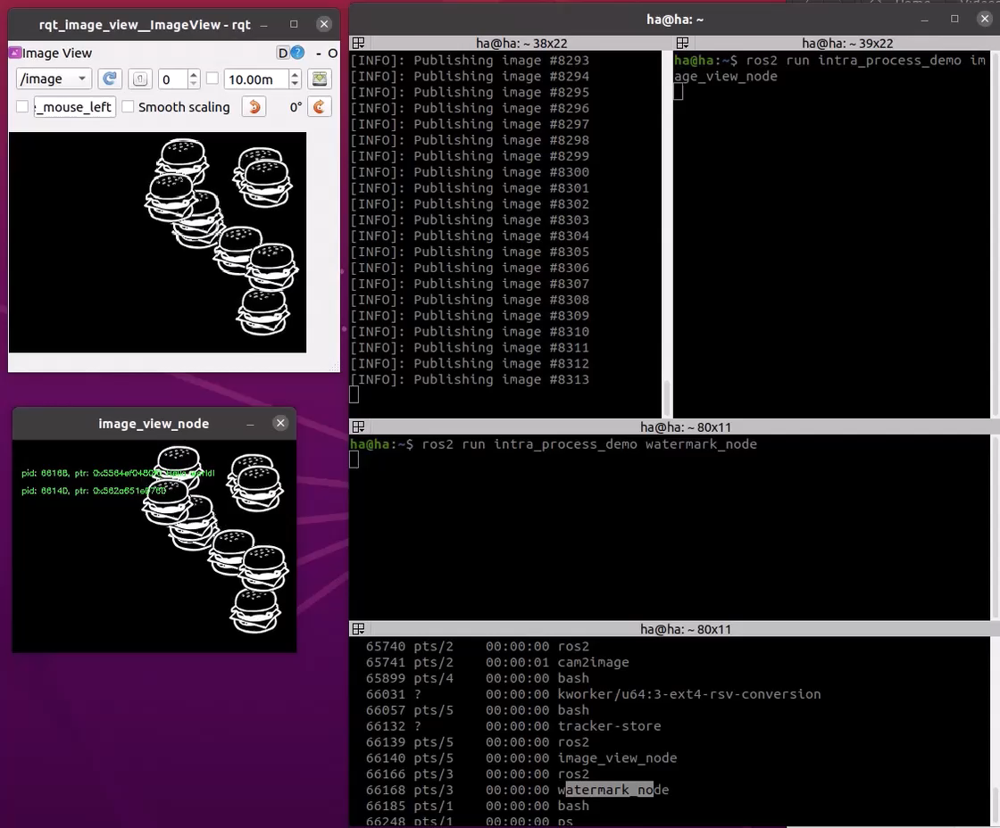 rqt_image_view__ImageView - rqt
Image View
D
- O
/image
0
10.00m
_mouse_left
Smooth scaling
0°
image_view_node
pid: 66168, ptr:
pid: 66140, ptr:
ha@ha: ~
ha@ha: ~ 38x22
[INFO]: Publishing image #8293
[INFO]: Publishing image #8294
[INFO]: Publishing image #8295
[INFO]: Publishing image #8296
[INFO]: Publishing image #8297
[INFO]: Publishing image #8298
[INFO]: Publishing image #8299
[INFO]: Publishing image #8300
[INFO]: Publishing image #8301
[INFO]: Publishing image #8302
[INFO]: Publishing image #8303
[INFO]: Publishing image #8304
[INFO]: Publishing image #8305
[INFO]: Publishing image #8306
[INFO]: Publishing image #8307
[INFO]: Publishing image #8308
[INFO]: Publishing image #8309
[INFO]: Publishing image #8310
[INFO]: Publishing image #8311
[INFO]: Publishing image #8312
[INFO]: Publishing image #8313
ha@ha: ~ 39x22
ha@ha:~$ ros2 run intra_process_demo im
age_view_node
ha@ha: ~ 80x11
ha@ha:~$ ros2 run intra_process_demo watermark_node
ha@ha: ~ 80x11
65740 pts/2 00:00:00 ros2
65741 pts/2 00:00:01 cam2image
65899 pts/4 00:00:00 bash
66031 ? 00:00:00 kworker/u64:3-ext4-rsv-conversion
66057 pts/5 00:00:00 bash
66132 ? 00:00:00 tracker-store
66139 pts/5 00:00:00 ros2
66140 pts/5 00:00:00 image_view_node
66166 pts/3 00:00:00 ros2
66168 pts/3 00:00:00 watermark_node
66185 pts/1 00:00:00 bash
66248 pts/1 00:00:00 ps